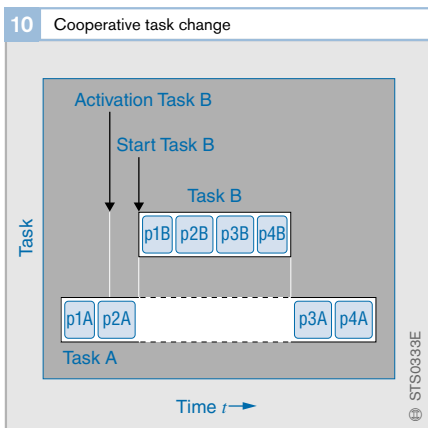 10 Cooperative task change
Activation Task B
Start Task B
Task B
p1B p2B p3B p4B
Task
p1A p2A p3A p4A
Task A
Time t
STS0333E